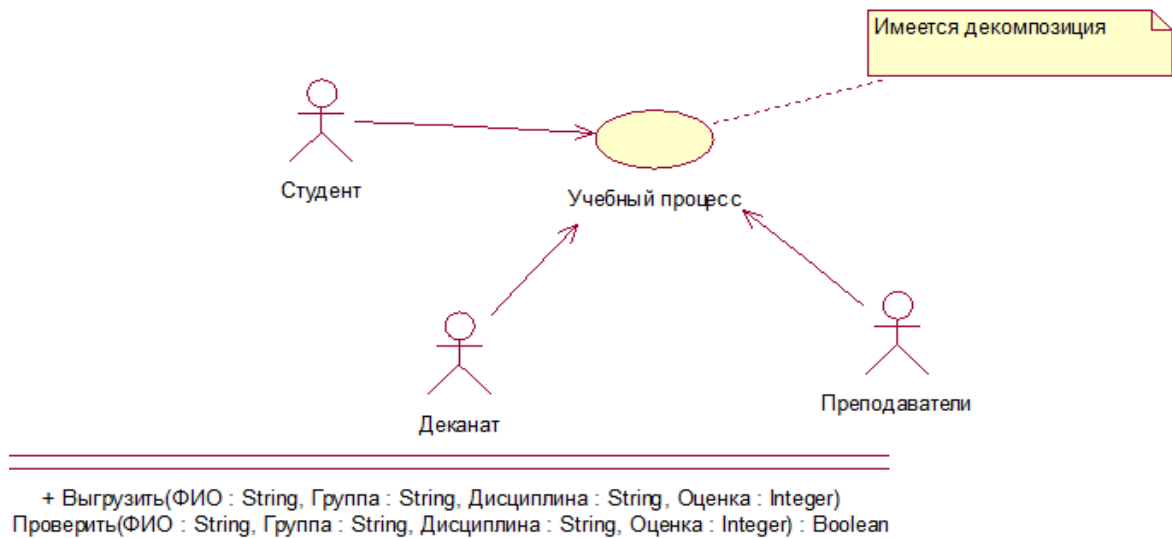 Имеется декомпозиция
Студент
Учебный процесс
Преподаватели
Деканат
+ Выгрузить(ФИО : String, Группа : String, Дисциплина : String, Оценка : Integer)
Проверить(ФИО : String, Группа : String, Дисциплина : String, Оценка : Integer) : Boolean